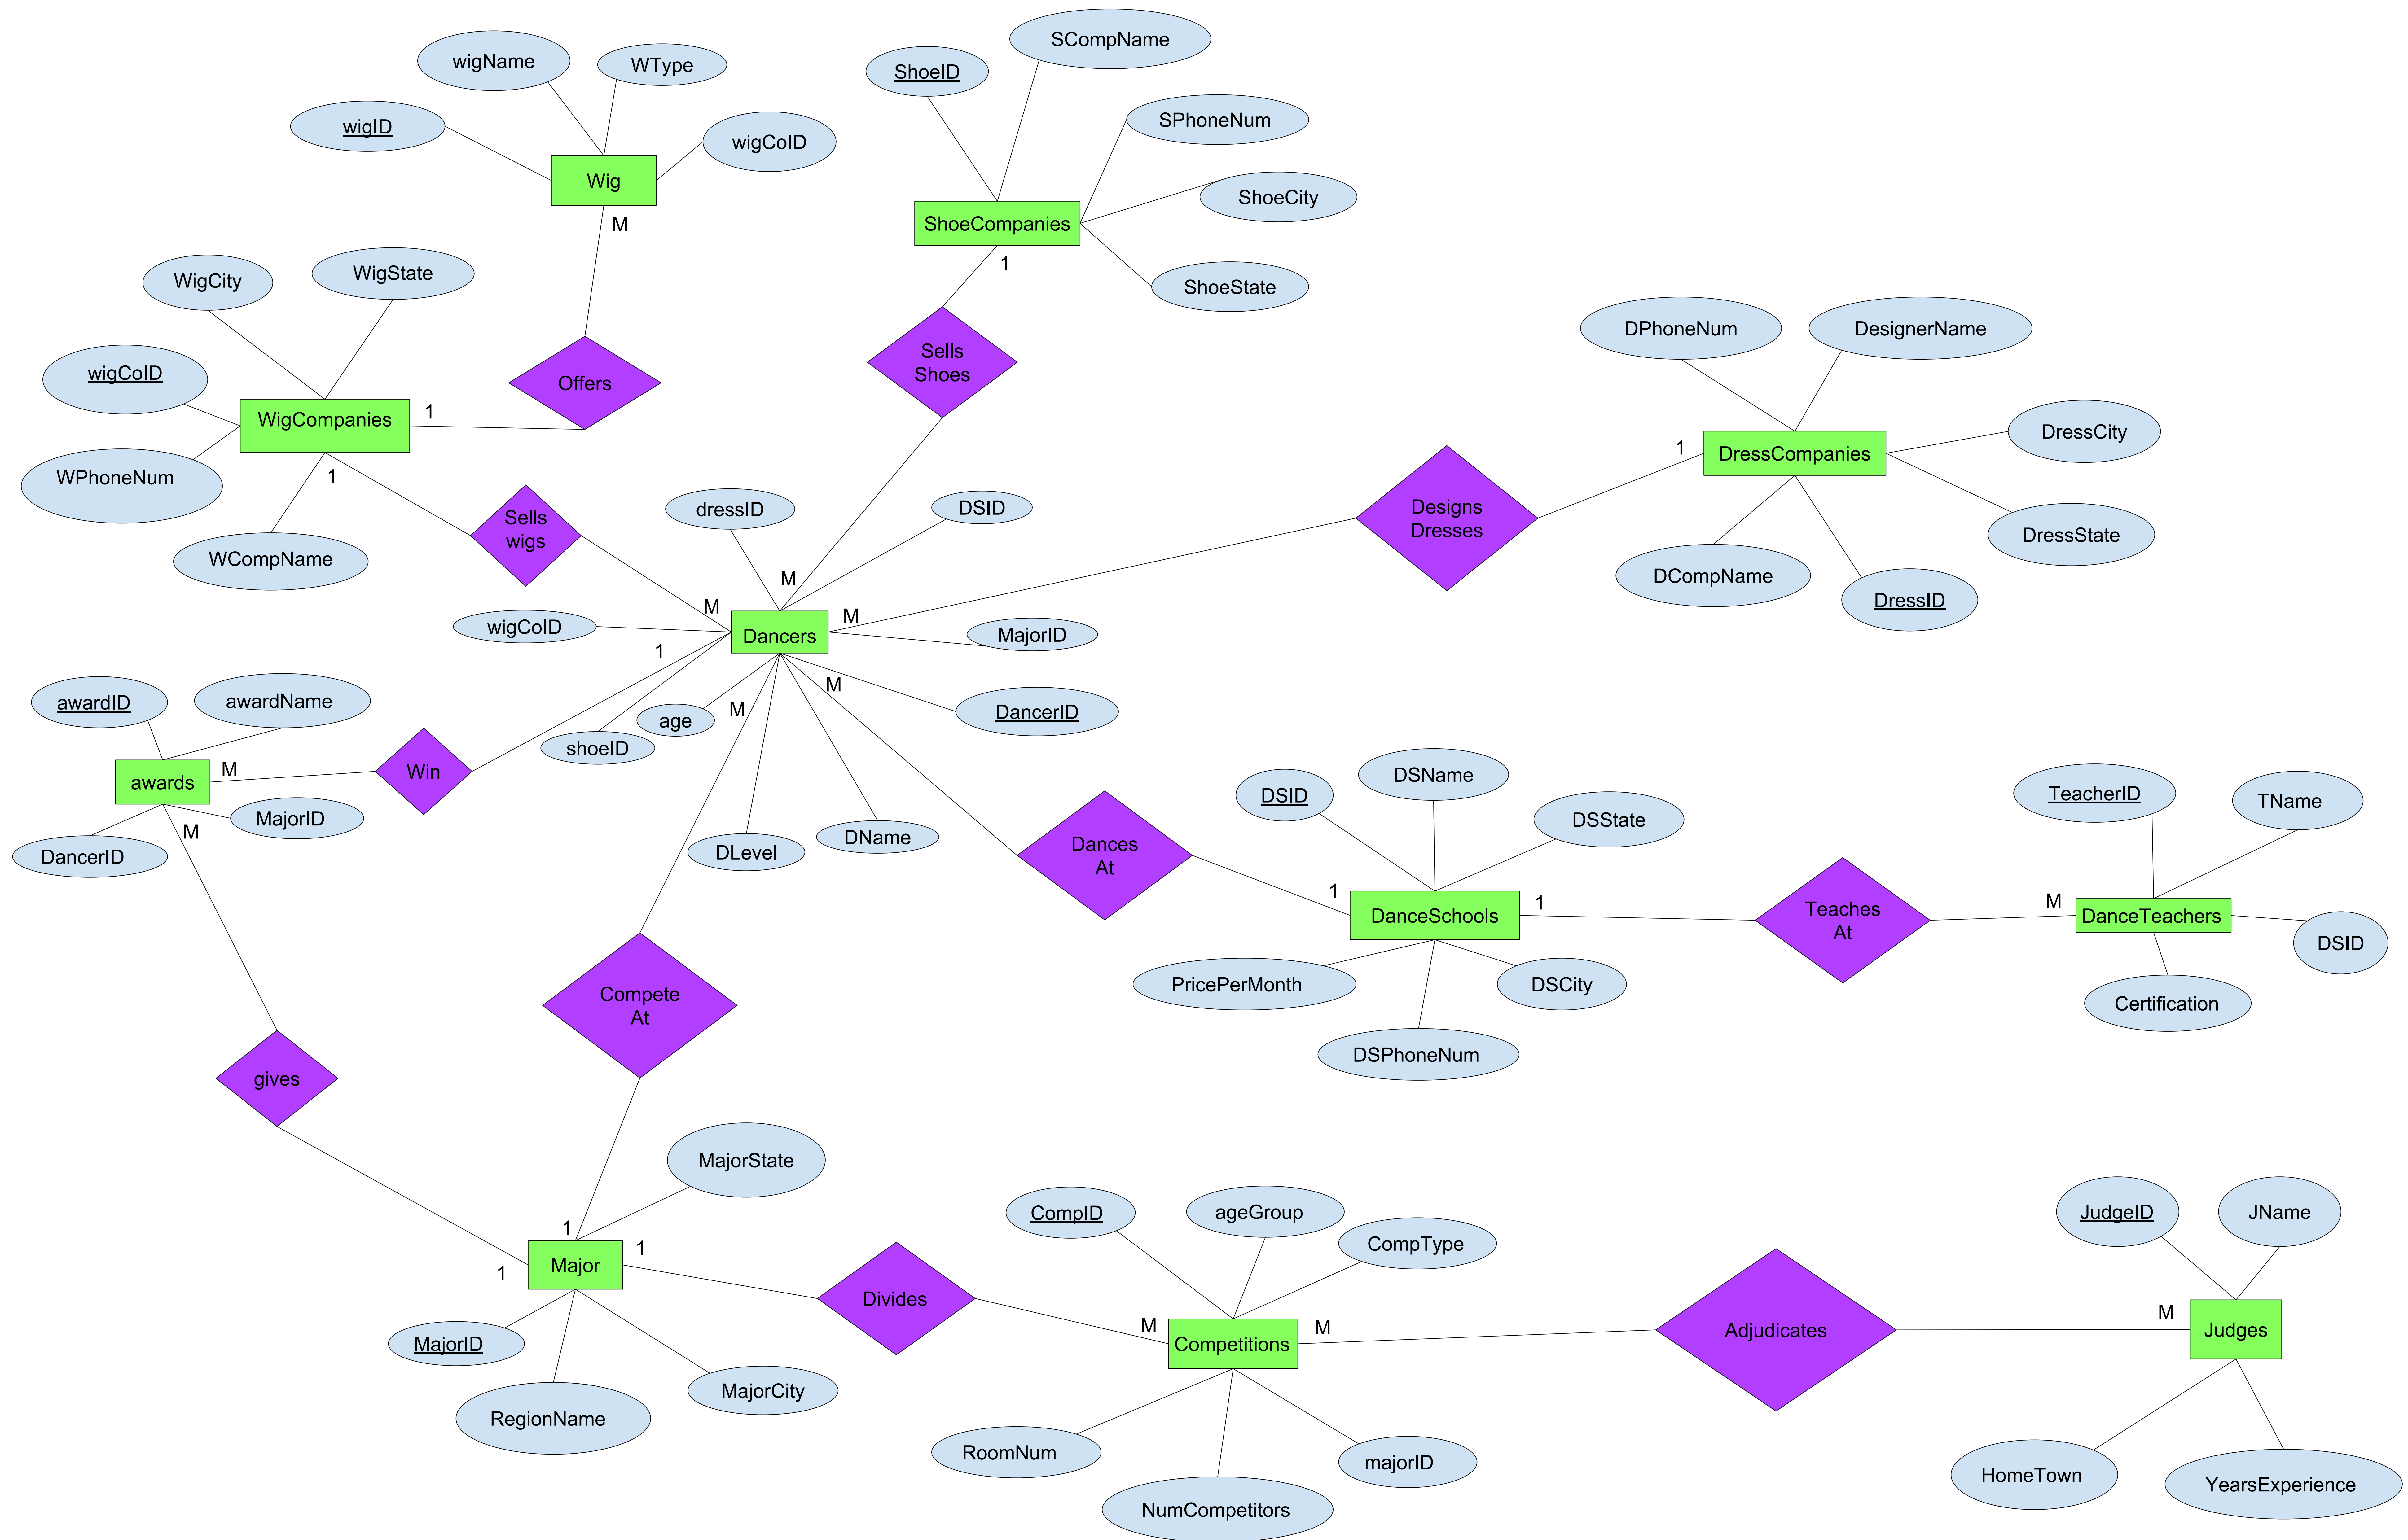 SCompName
wigName
WType
ShoeID
SPhoneNum
wigID
wigCoID
Wig
ShoeCity
M
ShoeCompanies
1
WigCity
WigState
ShoeState
DPhoneNum
DesignerName
Sells
Shoes
wigCoID
Offers
1
WigCompanies
DressCity
1
DressCompanies
WPhoneNum
1
dressID
DSID
Designs
Dresses
Sells
wigs
DressState
WCompName
M
DCompName
DressID
M
M
wigCoID
Dancers
MajorID
1
awardID
awardName
M
M
DancerID
age
shoeID
M
Win
awards
DSID
DSName
TeacherID
TName
MajorID
M
DSState
DancerID
DLevel
DName
Dances
At
1
DanceSchools
1
Teaches
At
M
DanceTeachers
DSID
Compete
At
PricePerMonth
DSCity
Certification
DSPhoneNum
gives
MajorState
CompID
ageGroup
JudgeID
JName
1
1
CompType
1
Major
Divides
M
Competitions
M
Adjudicates
M
Judges
MajorID
MajorCity
RegionName
RoomNum
majorID
HomeTown
YearsExperience
NumCompetitors